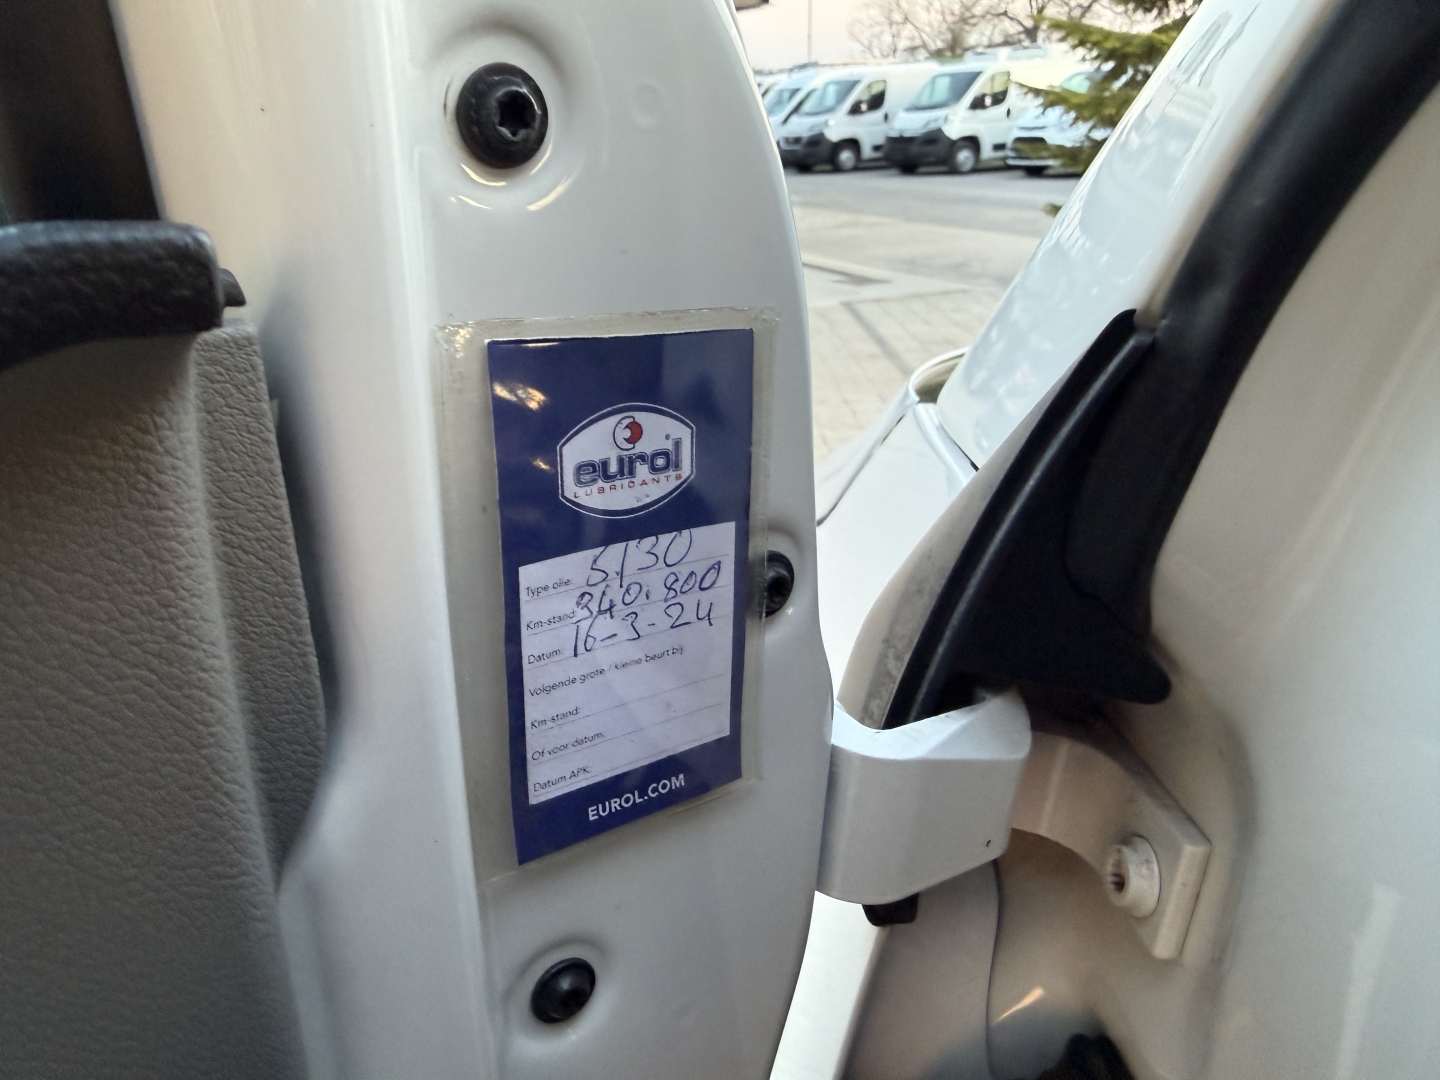 eurol
LUBRICANTS
Type olie: 5/30
Km-stand: 340.800
Datum: 16-3-24
Volgende grote / kleine beurt bij:
Km-stand:
Of voor datum:
Datum APK:
EUROL.COM